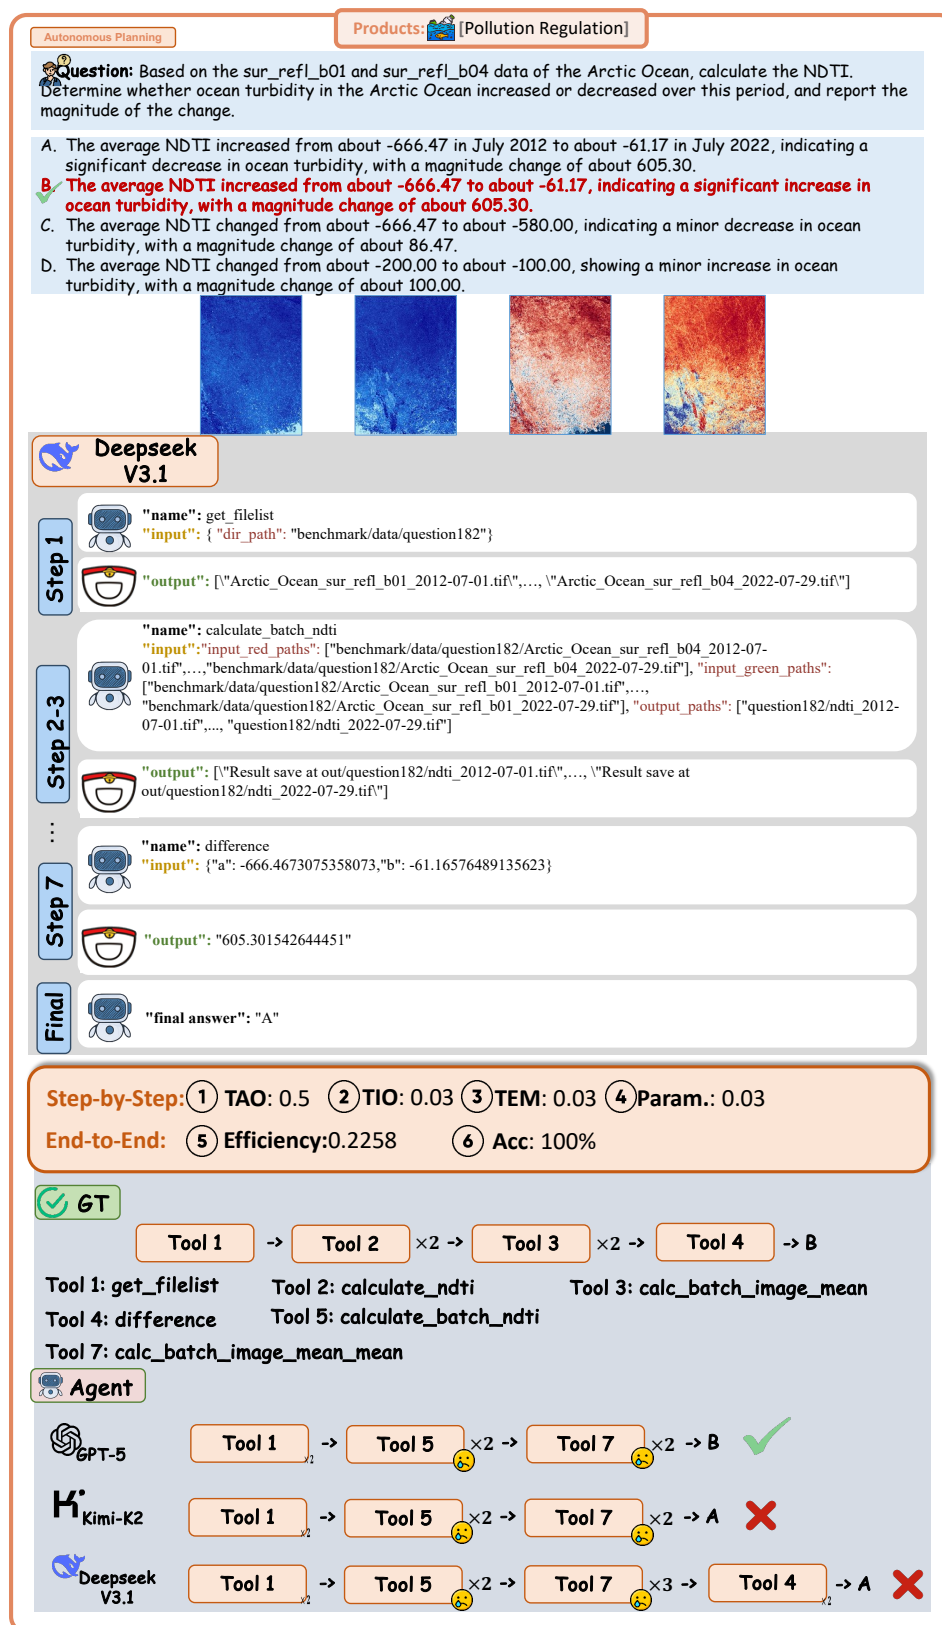 Products: [Pollution Regulation]
Autonomous Planning
Question: Based on the sur_refl_b01 and sur_refl_b04 data of the Arctic Ocean, calculate the NDTI.
Determine whether ocean turbidity in the Arctic Ocean increased or decreased over this period, and report the
magnitude of the change.
A. The average NDTI increased from about -666.47 in July 2012 to about -61.17 in July 2022, indicating a
significant decrease in ocean turbidity, with a magnitude change of about 605.30.
B. The average NDTI increased from about -666.47 to about -61.17, indicating a significant increase in
ocean turbidity, with a magnitude change of about 605.30.
C. The average NDTI changed from about -666.47 to about -580.00, indicating a minor decrease in ocean
turbidity, with a magnitude change of about 86.47.
D. The average NDTI changed from about -200.00 to about -100.00, showing a minor increase in ocean
turbidity, with a magnitude change of about 100.00.
Deepseek
V3.1
Step 1
"name": get_filelist
"input": { "dir_path": "benchmark/data/question182"}
"output": [\"Arctic_Ocean_sur_refl_b01_2012-07-01.tif\",…, \"Arctic_Ocean_sur_refl_b04_2022-07-29.tif\"]
Step 2-3
"name": calculate_batch_ndti
"input":"input_red_paths": ["benchmark/data/question182/Arctic_Ocean_sur_refl_b04_2012-07-
01.tif",…,"benchmark/data/question182/Arctic_Ocean_sur_refl_b04_2022-07-29.tif"], "input_green_paths":
["benchmark/data/question182/Arctic_Ocean_sur_refl_b01_2012-07-01.tif",…,
"benchmark/data/question182/Arctic_Ocean_sur_refl_b01_2022-07-29.tif"], "output_paths": ["question182/ndti_2012-
07-01.tif",..., "question182/ndti_2022-07-29.tif"]
"output": [\"Result save at out/question182/ndti_2012-07-01.tif\",…, \"Result save at
out/question182/ndti_2022-07-29.tif\"]
⋮
Step 7
"name": difference
"input": {"a": -666.4673075358073,"b": -61.16576489135623}
"output": "605.301542644451"
Final
"final answer": "A"
Step-by-Step: 1 TAO: 0.5 2 TIO: 0.03 3 TEM: 0.03 4 Param.: 0.03
End-to-End: 5 Efficiency:0.2258 6 Acc: 100%
GT
Tool 1 -> Tool 2 ×2 -> Tool 3 ×2 -> Tool 4 -> B
Tool 1: get_filelist Tool 2: calculate_ndti Tool 3: calc_batch_image_mean
Tool 4: difference Tool 5: calculate_batch_ndti
Tool 7: calc_batch_image_mean_mean
Agent
GPT-5 Tool 1 x2 -> Tool 5 ×2 -> Tool 7 ×2 -> B
Kimi-K2 Tool 1 x2 -> Tool 5 ×2 -> Tool 7 ×2 -> A
Deepseek
V3.1 Tool 1 x2 -> Tool 5 ×2 -> Tool 7 ×3 -> Tool 4 x2 -> A